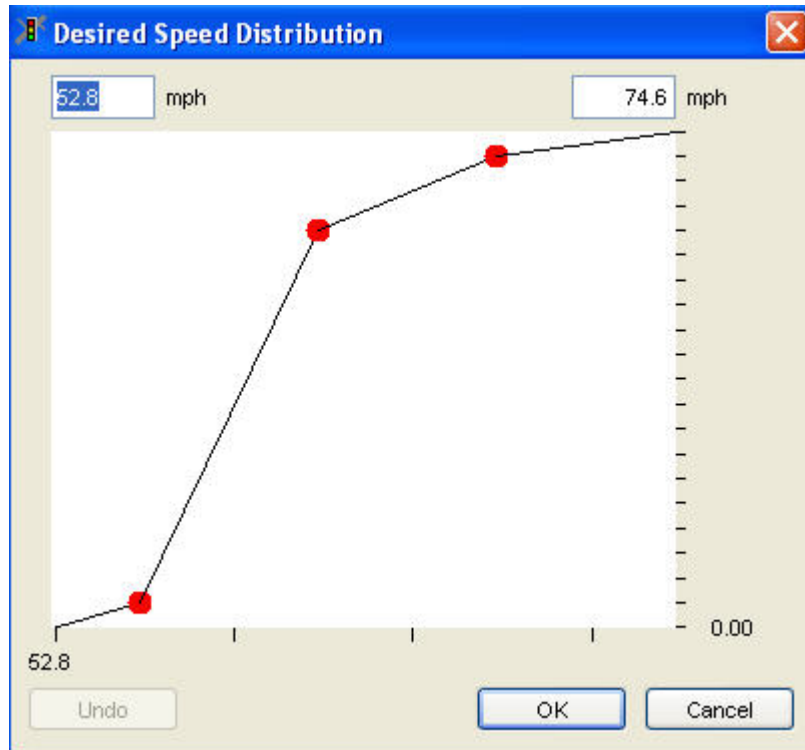 Desired Speed Distribution
52.8 mph 74.6 mph
0.00
52.8
Undo OK Cancel